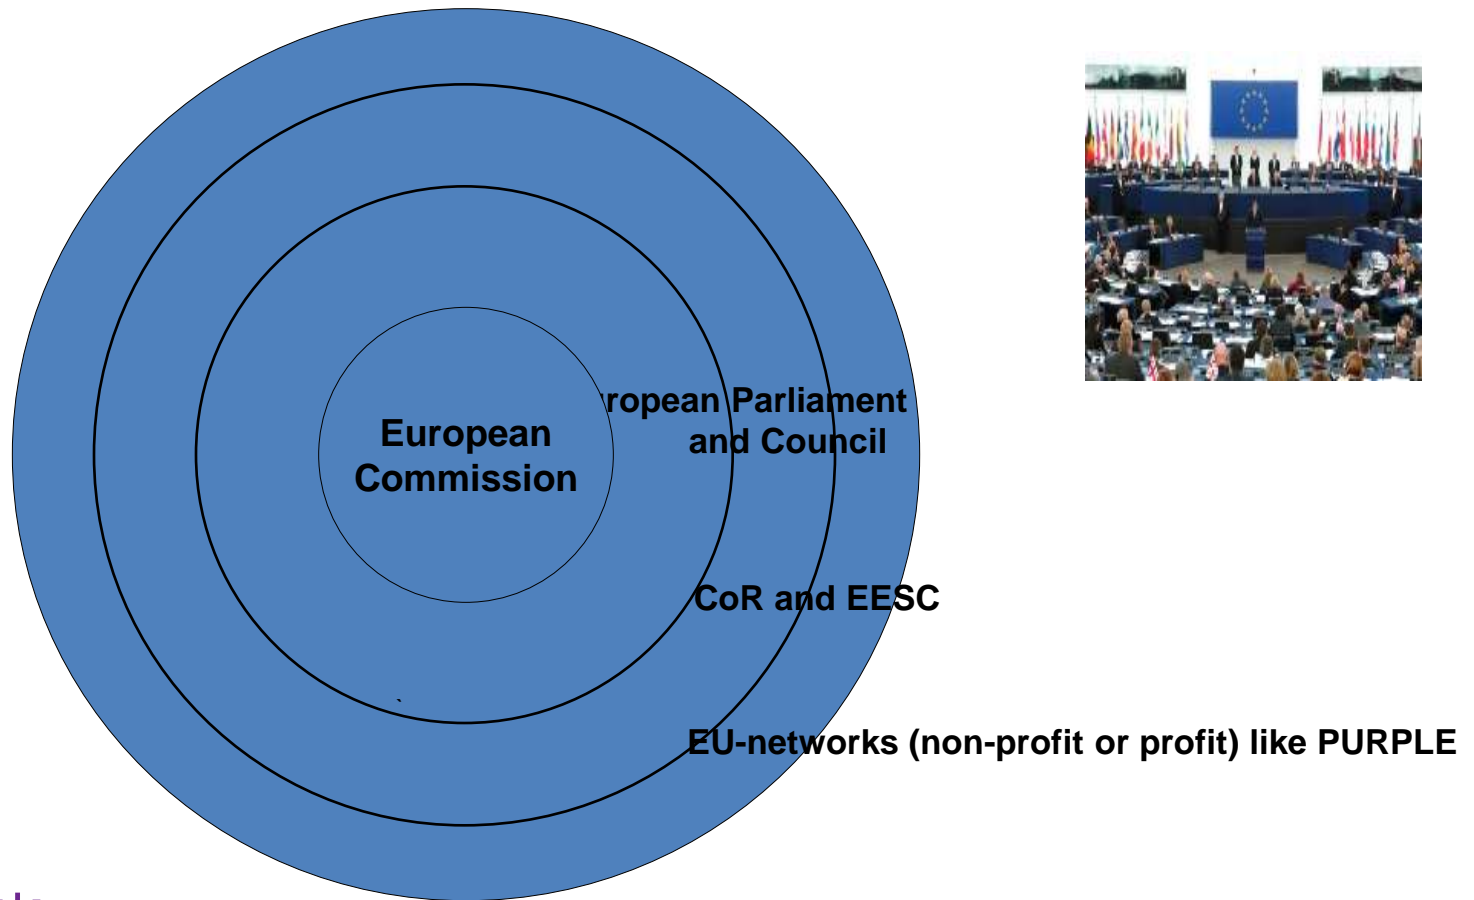 European
Commission
ropean Parliament
and Council
CoR and EESC
EU-networks (non-profit or profit) like PURPLE